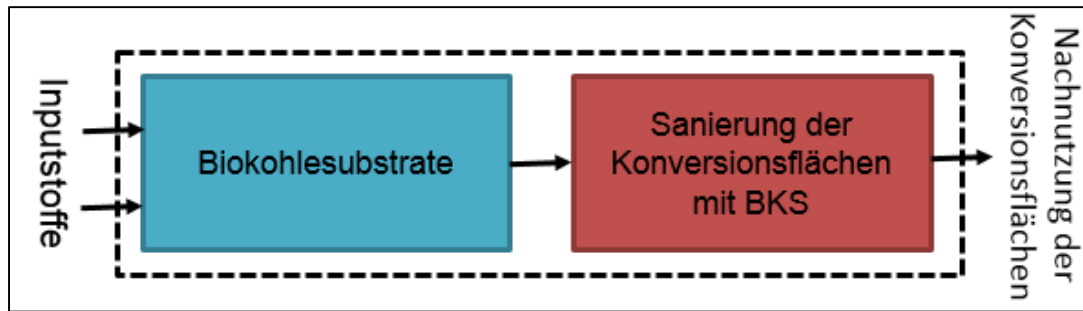 Inputstoffe
Biokohlesubstrate
Sanierung der
Konversionsflächen
mit BKS
Nachnutzung der
Konversionsflächen